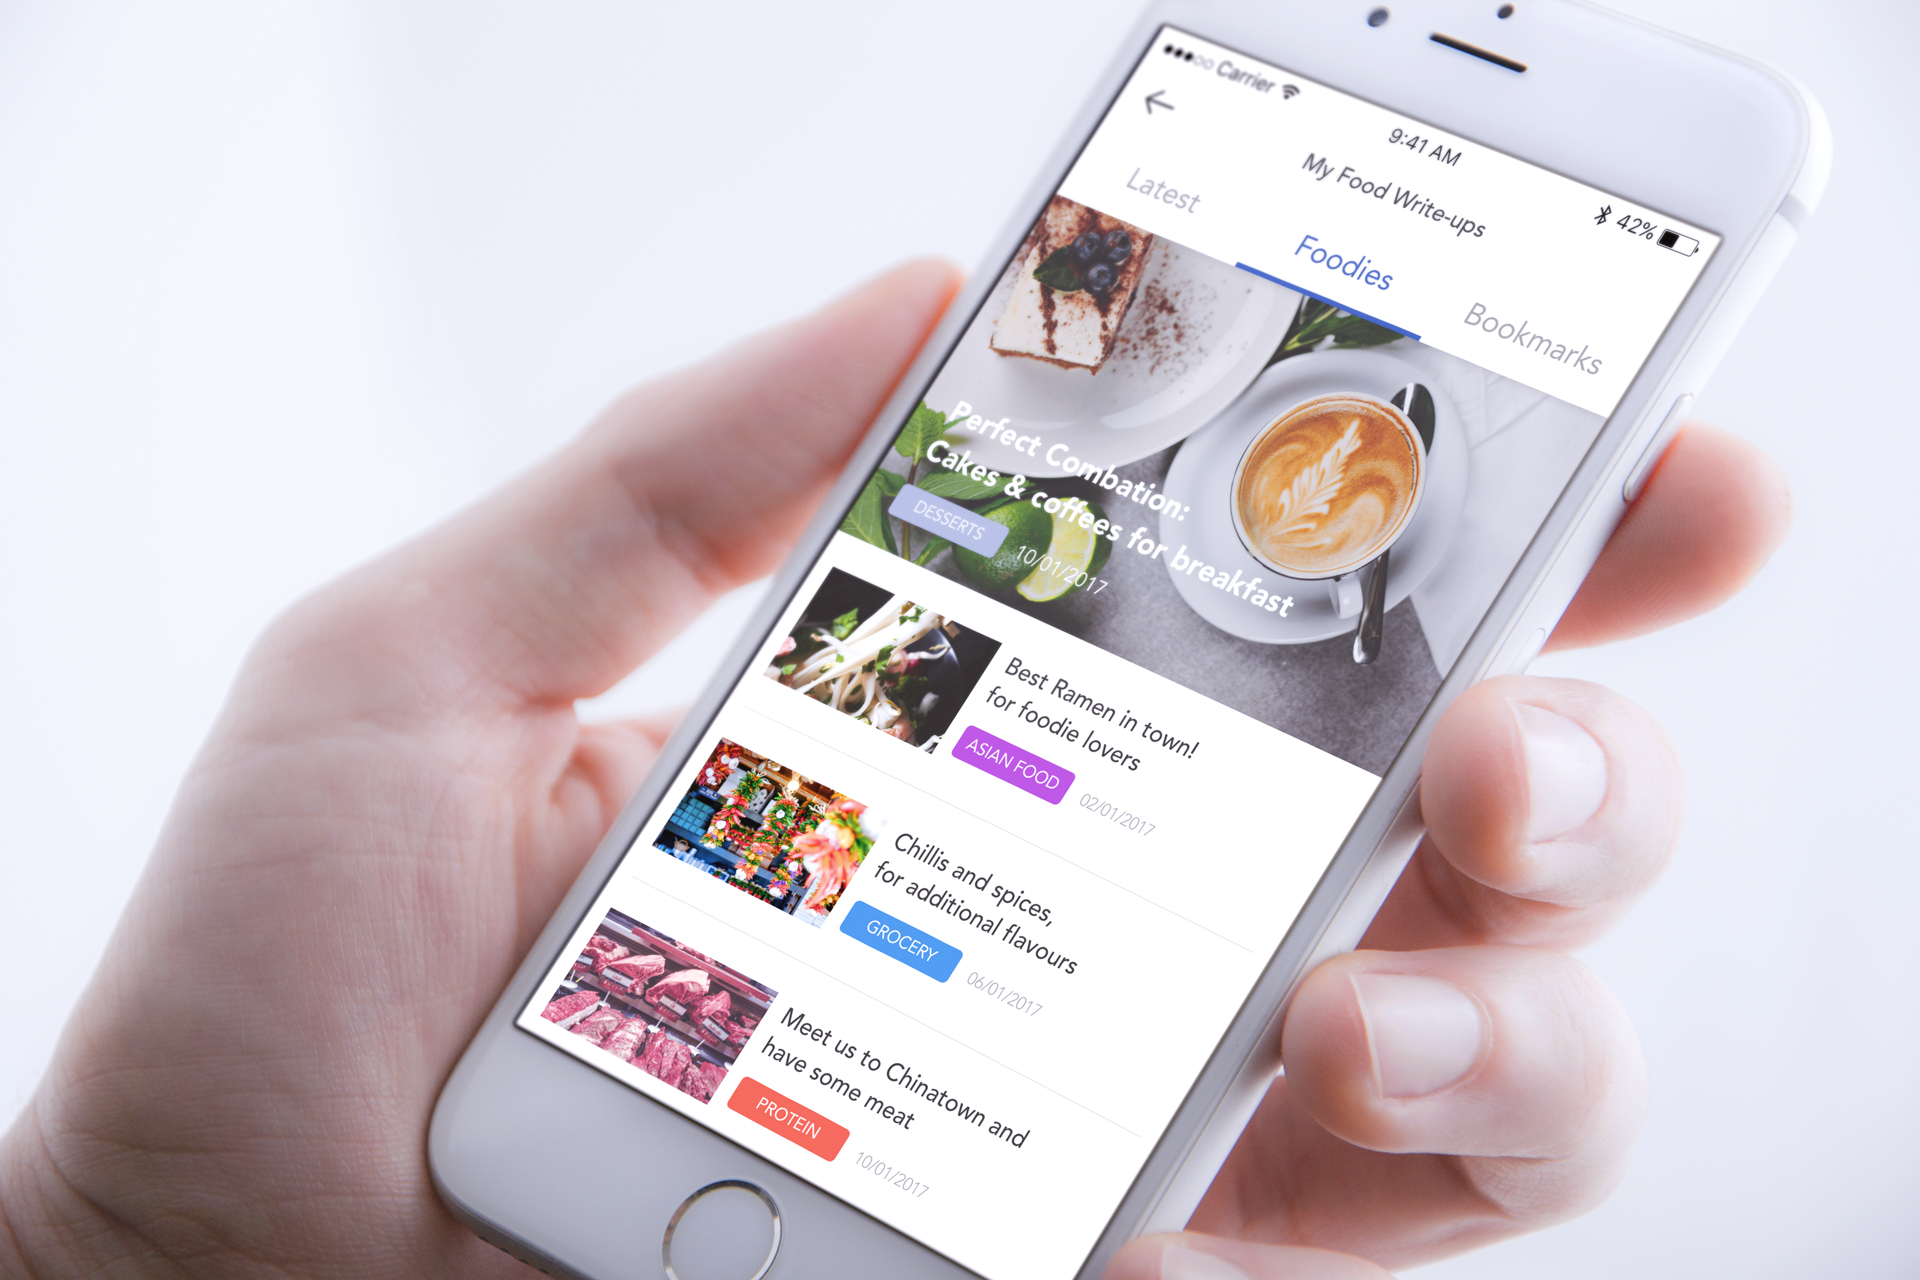 Carrier
9:41 AM
42%
My Food Write-ups
Latest
Foodies
Bookmarks
Perfect Combation:
Cakes & coffees for breakfast
DESSERTS
10/01/2017
Best Ramen in town!
for foodie lovers
ASIAN FOOD
02/01/2017
Chillis and spices,
for additional flavours
GROCERY
06/01/2017
Meet us to Chinatown and
have some meat
PROTEIN
10/01/2017